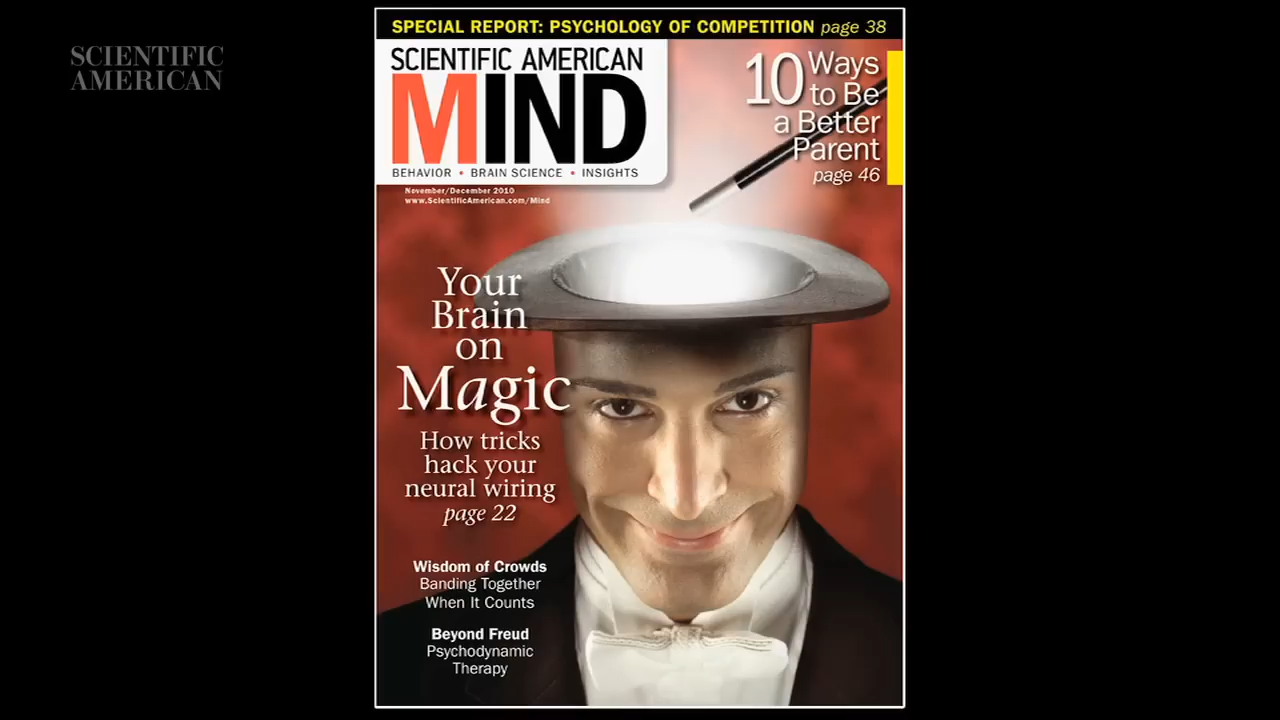 SCIENTIFIC
AMERICAN
SPECIAL REPORT: PSYCHOLOGY OF COMPETITION page 38
SCIENTIFIC AMERICAN
MIND
BEHAVIOR • BRAIN SCIENCE • INSIGHTS
November/December 2010
www.ScientificAmerican.com/Mind
10 Ways
to Be
a Better
Parent
page 46
Your
Brain
on
Magic
How tricks
hack your
neural wiring
page 22
Wisdom of Crowds
Banding Together
When It Counts
Beyond Freud
Psychodynamic
Therapy